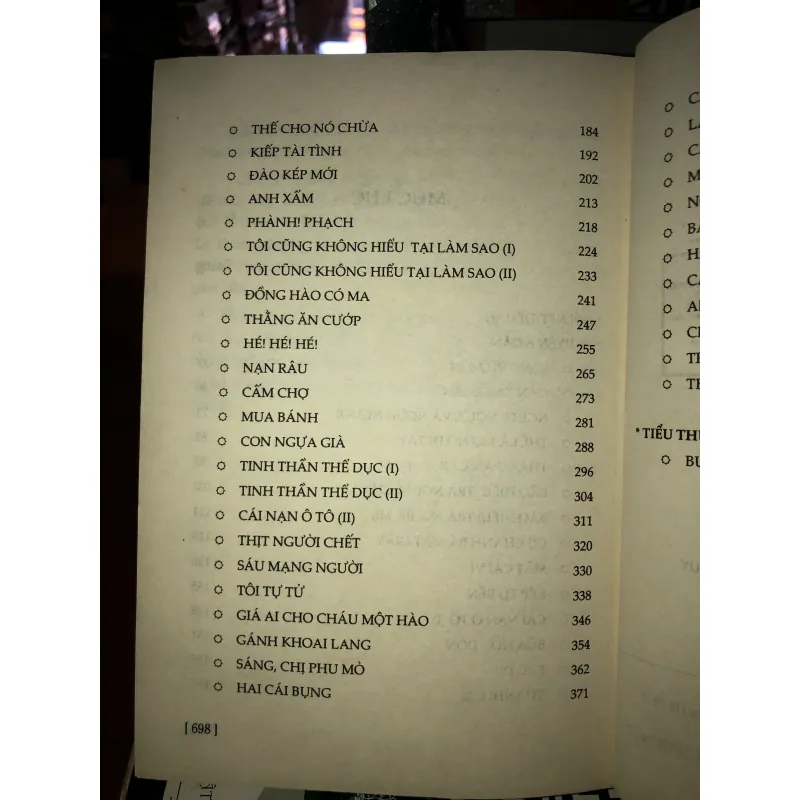 THẾ CHO NÓ CHỪA 184
KIẾP TÀI TÌNH 192
ĐÀO KÉP MỚI 202
ANH XẨM 213
PHÀNH! PHẠCH 218
TÔI CŨNG KHÔNG HIỂU TẠI LÀM SAO (I) 224
TÔI CŨNG KHÔNG HIỂU TẠI LÀM SAO (II) 233
ĐỒNG HÀO CÓ MA 241
THẰNG ĂN CƯỚP 247
HÉ! HÉ! HÉ! 255
NẠN RÂU 265
CẤM CHỢ 273
MUA BÁNH 281
CON NGỰA GIÀ 288
TINH THẦN THỂ DỤC (I) 296
TINH THẦN THỂ DỤC (II) 304
CÁI NẠN Ô TÔ (II) 311
THỊT NGƯỜI CHẾT 320
SÁU MẠNG NGƯỜI 330
TÔI TỰ TỬ 338
GIÁ AI CHO CHÁU MỘT HÀO 346
GÁNH KHOAI LANG 354
SÁNG, CHỊ PHU MỎ 362
HAI CÁI BỤNG 371
[ 698 ]
* TIỂU